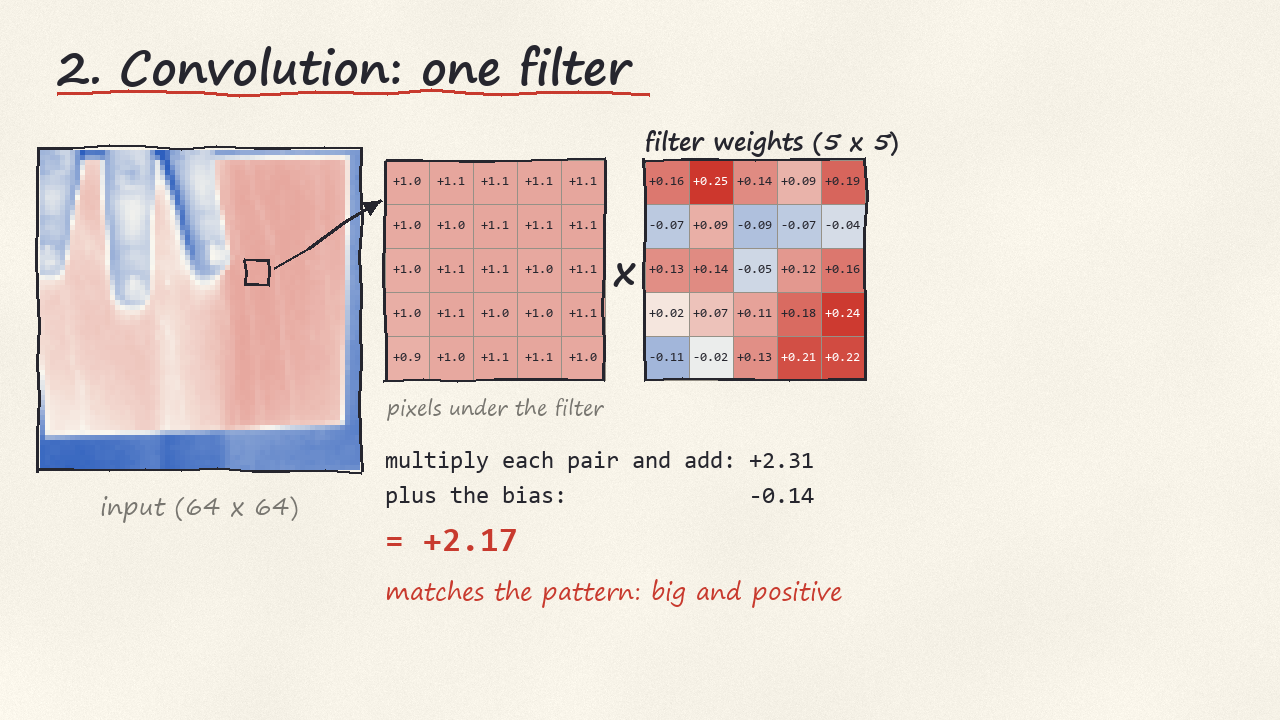 2. Convolution: one filter
filter weights (5 x 5)
+1.0 +1.1 +1.1 +1.1 +1.1
+1.0 +1.0 +1.1 +1.1 +1.1
+1.0 +1.1 +1.1 +1.0 +1.1
+1.0 +1.1 +1.0 +1.0 +1.1
+0.9 +1.0 +1.1 +1.1 +1.0
x
+0.16 +0.25 +0.14 +0.09 +0.19
-0.07 +0.09 -0.09 -0.07 -0.04
+0.13 +0.14 -0.05 +0.12 +0.16
+0.02 +0.07 +0.11 +0.18 +0.24
-0.11 -0.02 +0.13 +0.21 +0.22
pixels under the filter
input (64 x 64)
multiply each pair and add: +2.31
plus the bias: -0.14
= +2.17
matches the pattern: big and positive